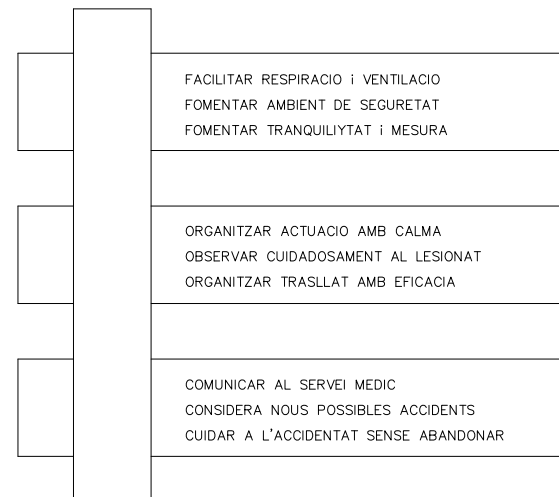 FACILITAR RESPIRACIO i VENTILACIO
FOMENTAR AMBIENT DE SEGURETAT
FOMENTAR TRANQUILIYTAT i MESURA
ORGANITZAR ACTUACIO AMB CALMA
OBSERVAR CUIDADOSAMENT AL LESIONAT
ORGANITZAR TRASLLAT AMB EFICACIA
COMUNICAR AL SERVEI MEDIC
CONSIDERA NOUS POSSIBLES ACCIDENTS
CUIDAR A L'ACCIDENTAT SENSE ABANDONAR